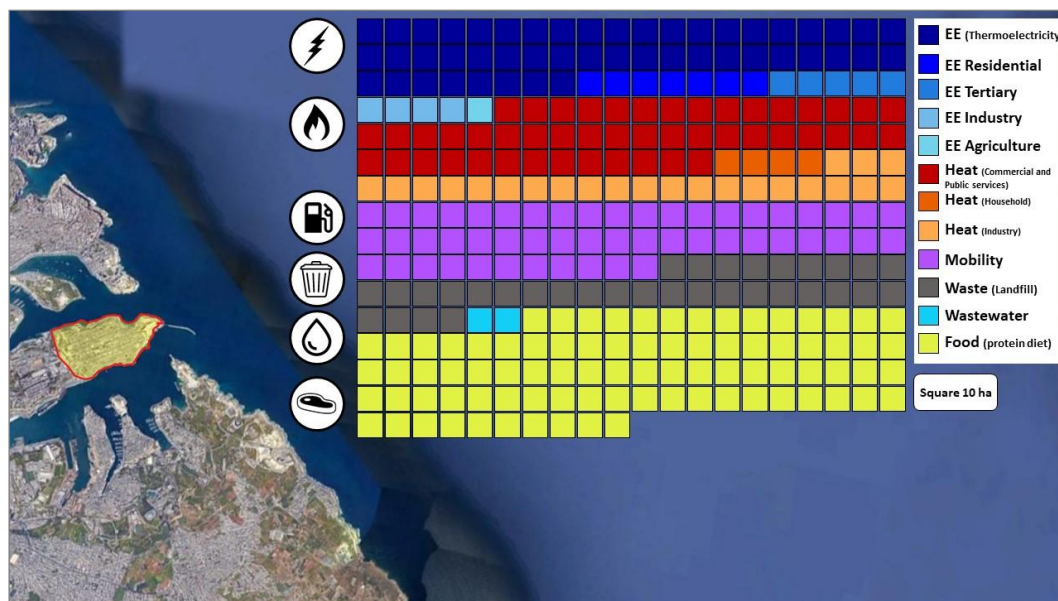 EE (Thermoelectricity)
EE Residential
EE Tertiary
EE Industry
EE Agriculture
Heat (Commercial and
Public services)
Heat (Household)
Heat (Industry)
Mobility
Waste (Landfill)
Wastewater
Food (protein diet)
Square 10 ha